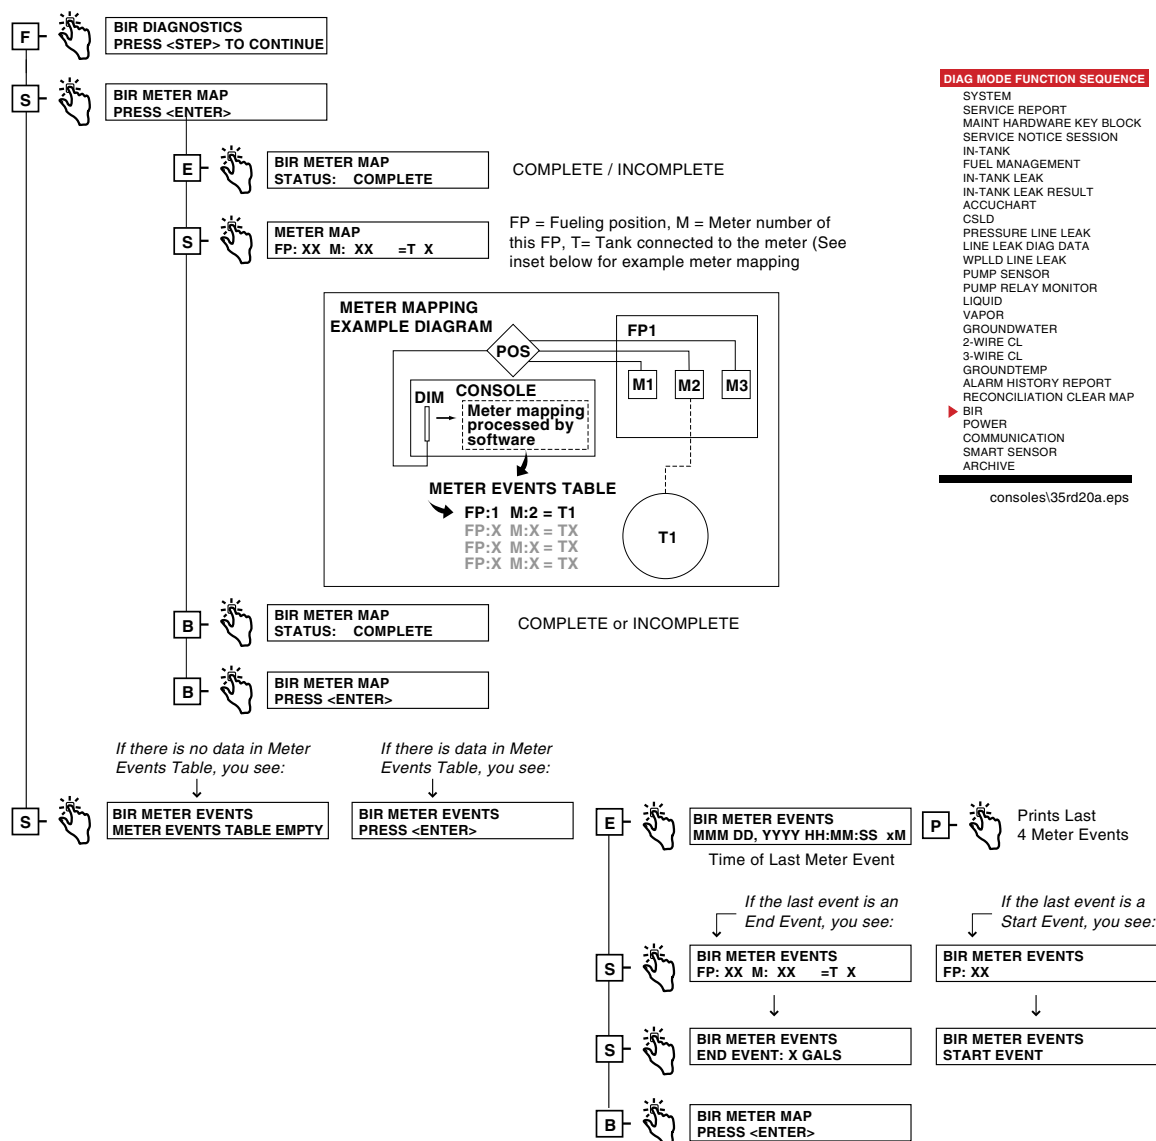 F
BIR DIAGNOSTICS
PRESS <STEP> TO CONTINUE
S
BIR METER MAP
PRESS <ENTER>
E
BIR METER MAP
STATUS: COMPLETE
COMPLETE / INCOMPLETE
S
METER MAP
FP: XX M: XX =T X
FP = Fueling position, M = Meter number of
this FP, T= Tank connected to the meter (See
inset below for example meter mapping
METER MAPPING
EXAMPLE DIAGRAM
POS
FP1
M1
M2
M3
DIM
CONSOLE
Meter mapping
processed by
software
METER EVENTS TABLE
FP:1 M:2 = T1
FP:X M:X = TX
FP:X M:X = TX
FP:X M:X = TX
T1
B
BIR METER MAP
STATUS: COMPLETE
COMPLETE or INCOMPLETE
B
BIR METER MAP
PRESS <ENTER>
DIAG MODE FUNCTION SEQUENCE
SYSTEM
SERVICE REPORT
MAINT HARDWARE KEY BLOCK
SERVICE NOTICE SESSION
IN-TANK
FUEL MANAGEMENT
IN-TANK LEAK
IN-TANK LEAK RESULT
ACCUCHART
CSLD
PRESSURE LINE LEAK
LINE LEAK DIAG DATA
WPLLD LINE LEAK
PUMP SENSOR
PUMP RELAY MONITOR
LIQUID
VAPOR
GROUNDWATER
2-WIRE CL
3-WIRE CL
GROUNDTEMP
ALARM HISTORY REPORT
RECONCILIATION CLEAR MAP
BIR
POWER
COMMUNICATION
SMART SENSOR
ARCHIVE
consoles\35rd20a.eps
If there is no data in Meter
Events Table, you see:
If there is data in Meter
Events Table, you see:
S
BIR METER EVENTS
METER EVENTS TABLE EMPTY
BIR METER EVENTS
PRESS <ENTER>
E
BIR METER EVENTS
MMM DD, YYYY HH:MM:SS xM
Time of Last Meter Event
P
Prints Last
4 Meter Events
If the last event is an
End Event, you see:
If the last event is a
Start Event, you see:
S
BIR METER EVENTS
FP: XX M: XX =T X
BIR METER EVENTS
FP: XX
S
BIR METER EVENTS
END EVENT: X GALS
BIR METER EVENTS
START EVENT
B
BIR METER MAP
PRESS <ENTER>